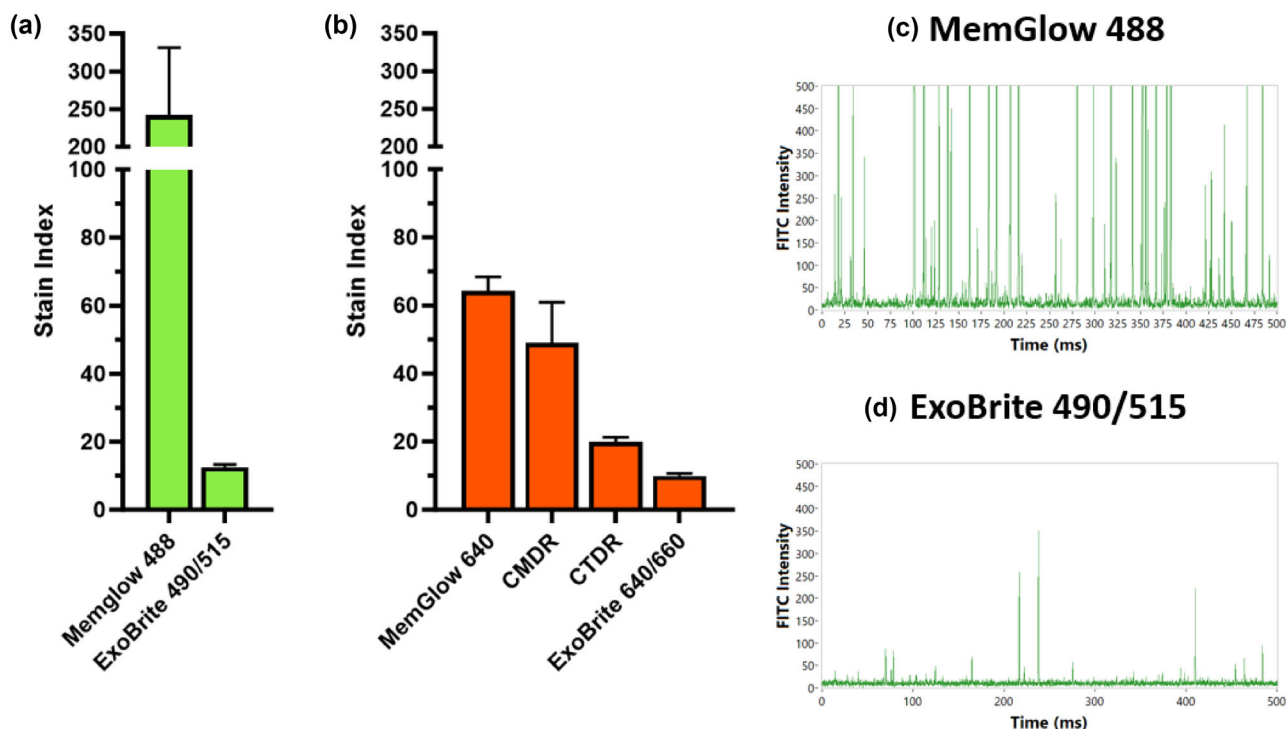 (a)
350
300
250
200
100
80
60
40
20
0
Stain Index
Memglow 488
ExoBrite 490/515
(b)
350
300
250
200
100
80
60
40
20
0
Stain Index
MemGlow 640
CMDR
CTDR
ExoBrite 640/660
(c) MemGlow 488
500
450
400
350
300
250
200
150
100
50
0
FITC Intensity
0 25 50 75 100 125 150 175 200 225 250 275 300 325 350 375 400 425 450 475 500
Time (ms)
(d) ExoBrite 490/515
500
450
400
350
300
250
200
150
100
50
0
FITC Intensity
0 100 200 300 400 500
Time (ms)